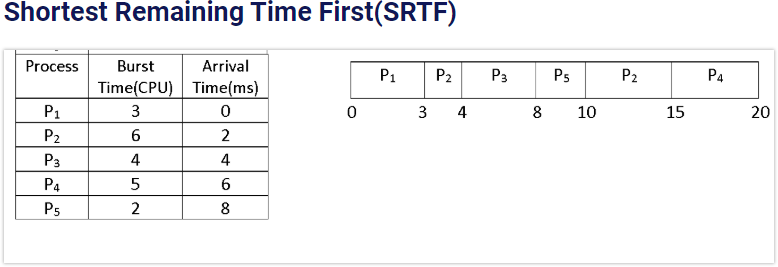 Shortest Remaining Time First(SRTF)
Process Burst Time(CPU) Arrival Time(ms)
P1 3 0
P2 6 2
P3 4 4
P4 5 6
P5 2 8
P1 P2 P3 P5 P2 P4
0 3 4 8 10 15 20